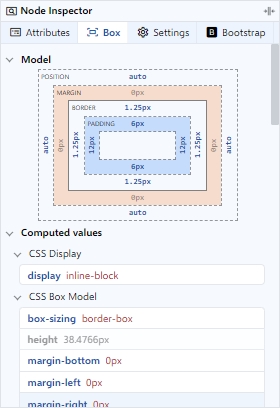 Node Inspector
Attributes Box Settings B Bootstrap
Model
POSITION auto
MARGIN 0px
BORDER 1.25px
PADDING 6px
auto 0px 1.25px 12px 12px 1.25px 0px auto
6px
1.25px
0px
auto
Computed values
CSS Display
display inline-block
CSS Box Model
box-sizing border-box
height 38.4766px
margin-bottom 0px
margin-left 0px
margin-right 0px